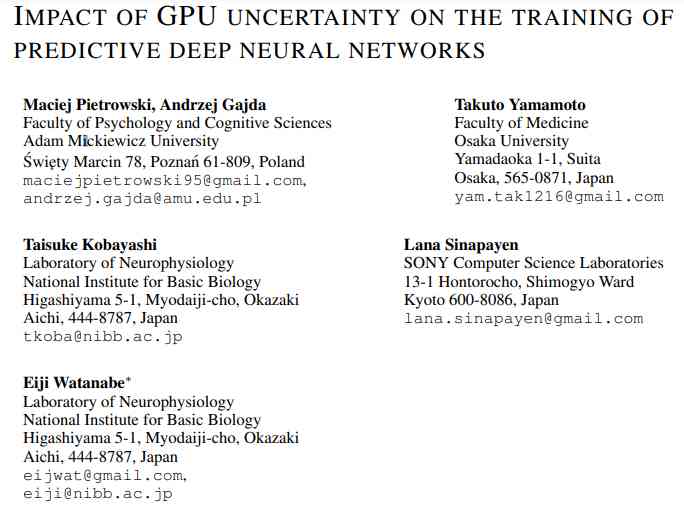 IMPACT OF GPU UNCERTAINTY ON THE TRAINING OF
PREDICTIVE DEEP NEURAL NETWORKS
Maciej Pietrowski, Andrzej Gajda
Faculty of Psychology and Cognitive Sciences
Adam Mickiewicz University
Święty Marcin 78, Poznań 61-809, Poland
maciejpietrowski95@gmail.com,
andrzej.gajda@amu.edu.pl
Takuto Yamamoto
Faculty of Medicine
Osaka University
Yamadaoka 1-1, Suita
Osaka, 565-0871, Japan
yam.tak1216@gmail.com
Taisuke Kobayashi
Laboratory of Neurophysiology
National Institute for Basic Biology
Higashiyama 5-1, Myodaiji-cho, Okazaki
Aichi, 444-8787, Japan
tkoba@nibb.ac.jp
Lana Sinapayen
SONY Computer Science Laboratories
13-1 Hontorocho, Shimogyo Ward
Kyoto 600-8086, Japan
lana.sinapayen@gmail.com
Eiji Watanabe*
Laboratory of Neurophysiology
National Institute for Basic Biology
Higashiyama 5-1, Myodaiji-cho, Okazaki
Aichi, 444-8787, Japan
eijwat@gmail.com,
eiji@nibb.ac.jp